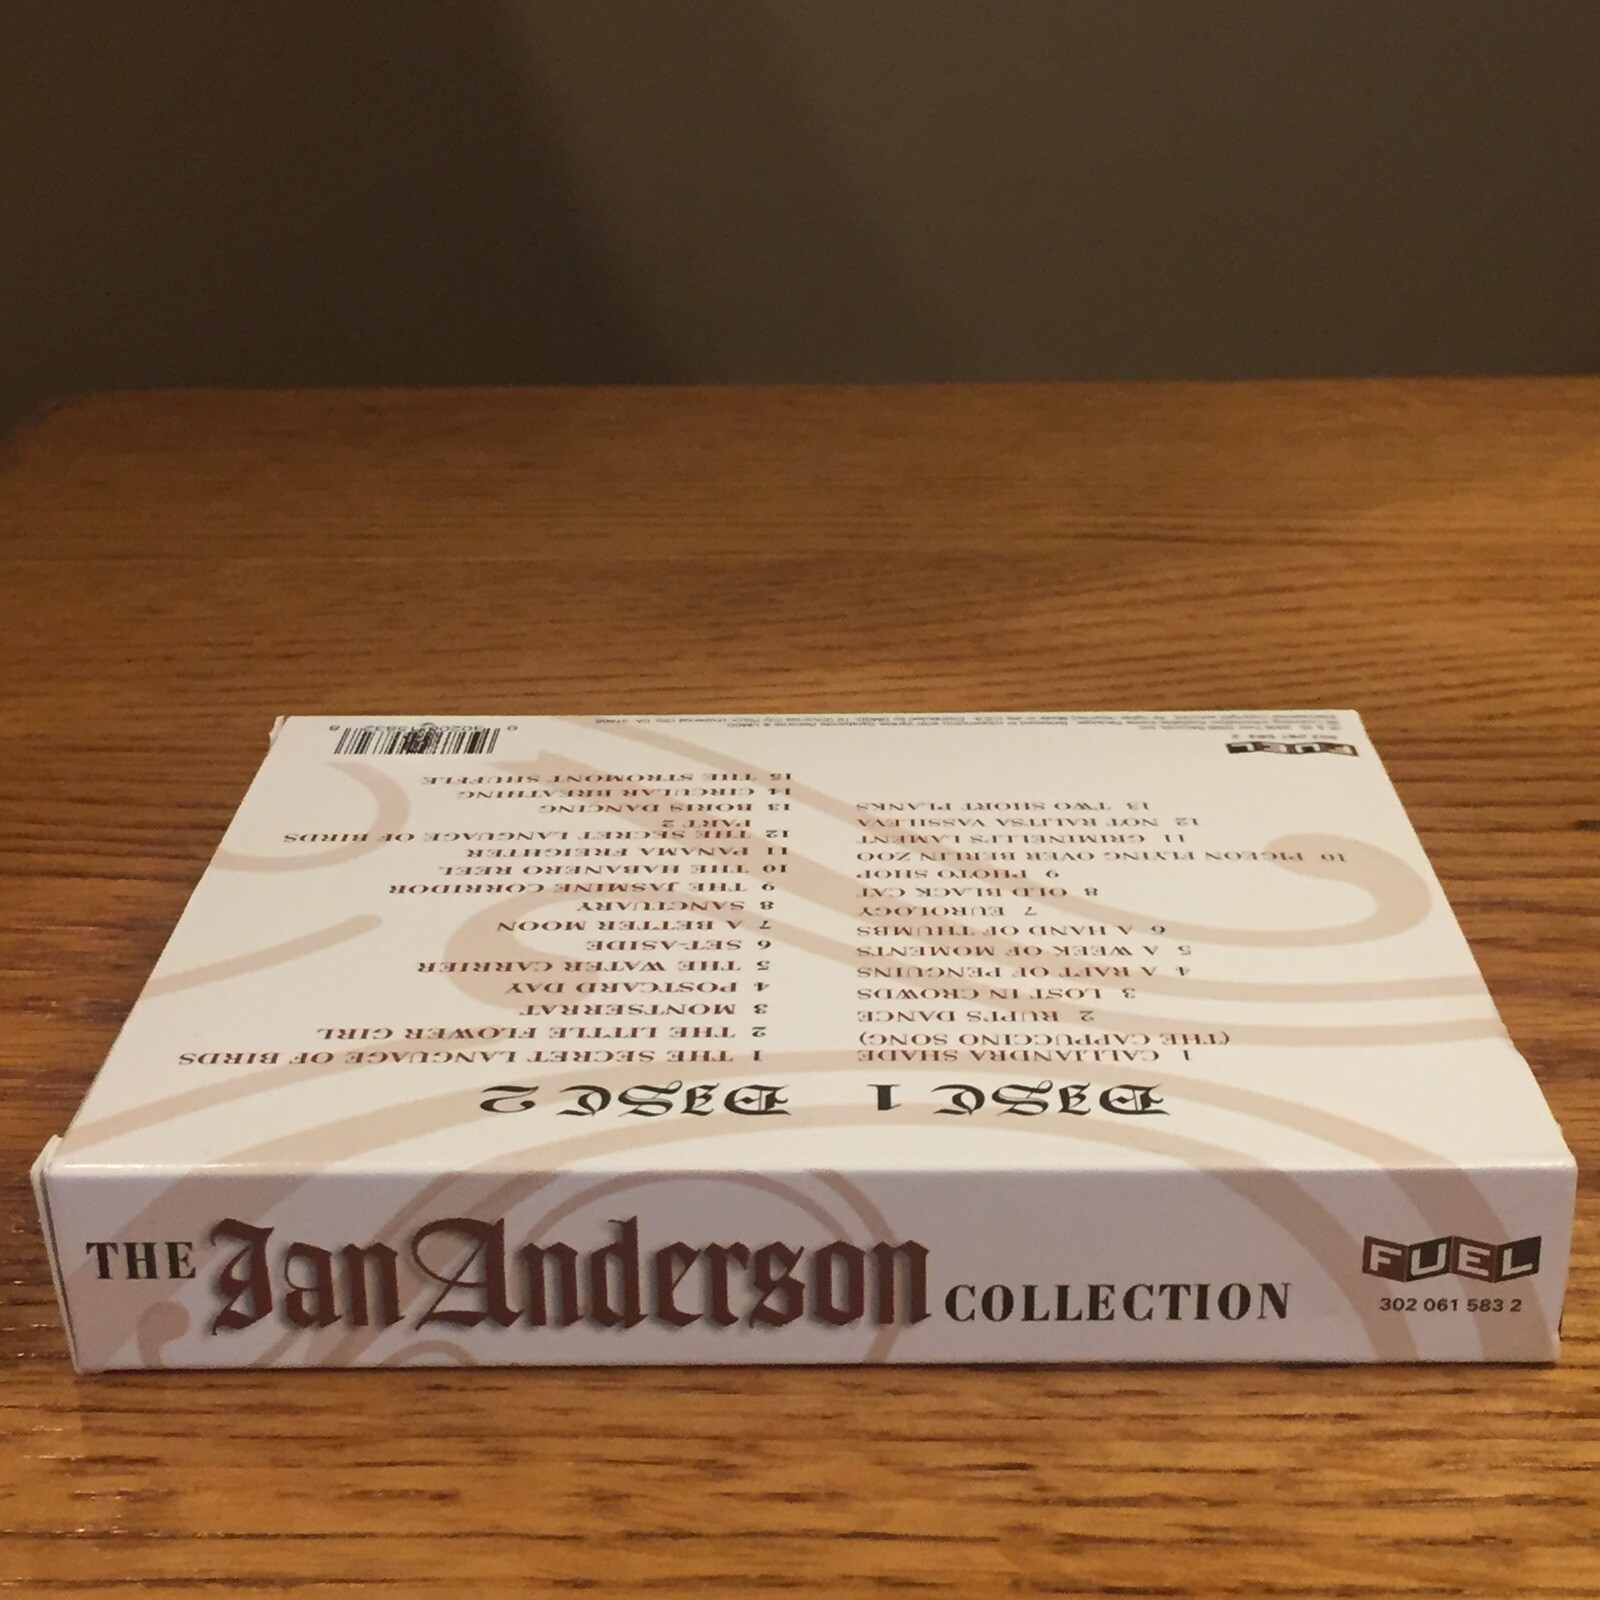 THE Ian Anderson COLLECTION
FUEL
302 061 583 2
DISC 1
1 CALLIANDRA SHADE
(THE CAPPUCCINO SONG)
2 RUPI'S DANCE
3 LOST IN CROWDS
4 A RAFT OF PENGUINS
5 A WEEK OF MOMENTS
6 A HAND OF THUMBS
7 EUROLOGY
8 OLD BLACK CAT
9 PHOTO SHOP
10 PIGEON FLYING OVER BERLIN ZOO
11 GRIMINELLI'S LAMENT
12 NOT RALITSA VASSILEVA
13 TWO SHORT PLANKS
DISC 2
1 THE SECRET LANGUAGE OF BIRDS
2 THE LITTLE FLOWER GIRL
3 MONTSERRAT
4 POSTCARD DAY
5 THE WATER CARRIER
6 SET-ASIDE
7 A BETTER MOON
8 SANCTUARY
9 THE JASMINE CORRIDOR
10 THE HABANERO REEL
11 PANAMA FREIGHTER
12 THE SECRET LANGUAGE OF BIRDS
PART 2
13 BORIS DANCING
14 CIRCULAR BREATHING
15 THE STROMONT SHUFFLE
FUEL
302 061 583 2